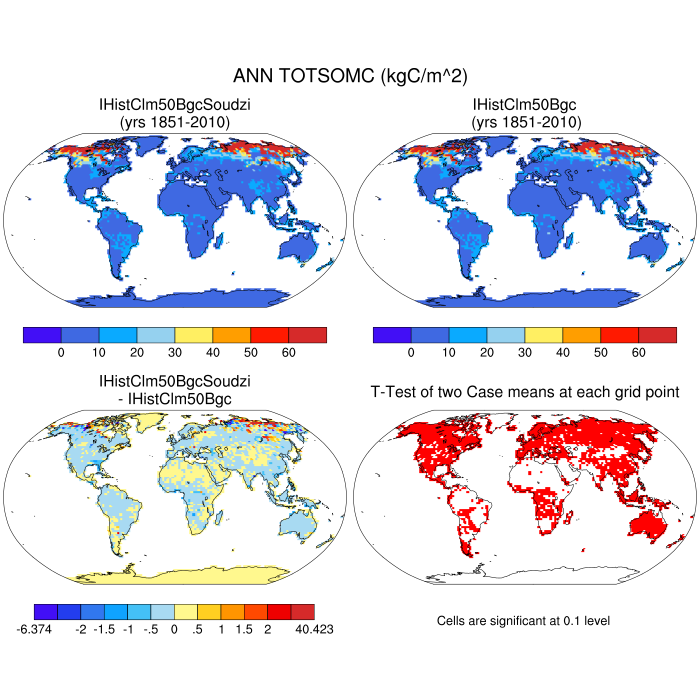 ANN TOTSOMC (kgC/m^2)
IHistClm50BgcSoudzi
(yrs 1851-2010)
IHistClm50Bgc
(yrs 1851-2010)
0 10 20 30 40 50 60
0 10 20 30 40 50 60
IHistClm50BgcSoudzi
- IHistClm50Bgc
T-Test of two Case means at each grid point
-6.374 -2 -1.5 -1 -.5 0 .5 1 1.5 2 40.423
Cells are significant at 0.1 level